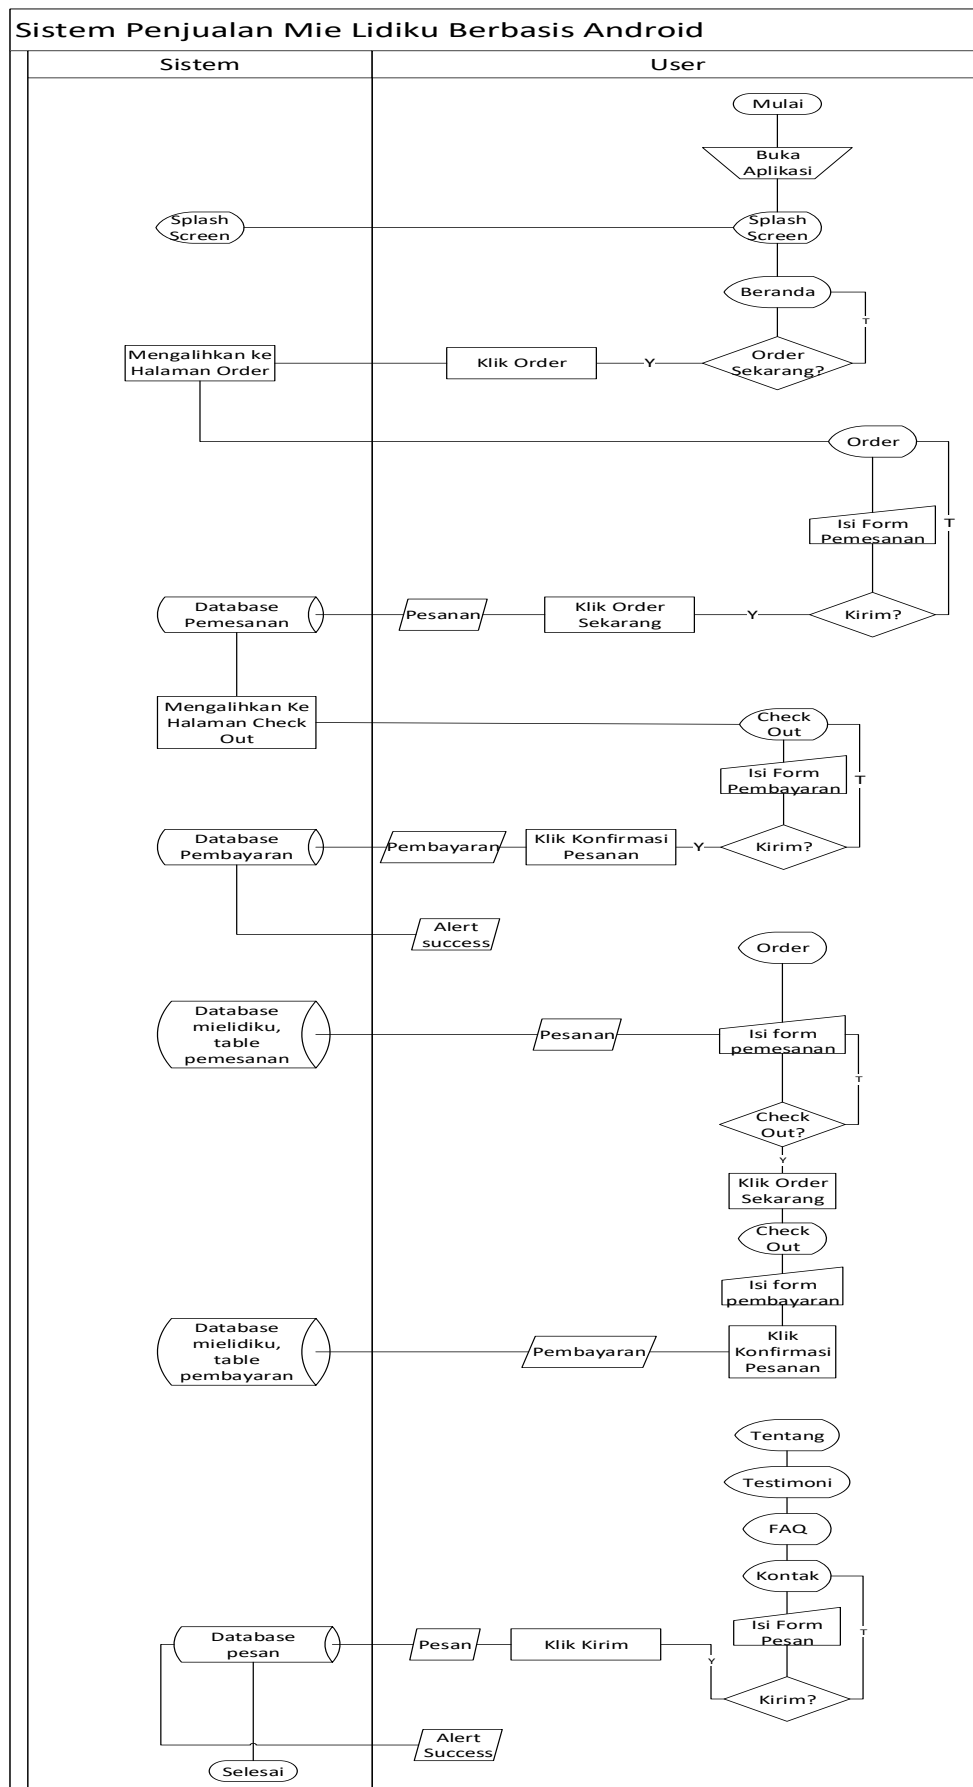 Sistem Penjualan Mie Lidiku Berbasis Android
Sistem
User
Mulai
Buka
Aplikasi
Splash
Screen
Splash
Screen
Beranda
T
Mengalihkan ke
Halaman Order
Klik Order
Y
Order
Sekarang?
Order
T
Isi Form
Pemesanan
Database
Pemesanan
Pesanan
Klik Order
Sekarang
Y
Kirim?
Mengalihkan Ke
Halaman Check
Out
Check
Out
T
Isi Form
Pembayaran
Database
Pembayaran
Pembayaran
Klik Konfirmasi
Pesanan
Y
Kirim?
Alert
success
Order
Database
mielidiku,
table
pemesanan
Pesanan
Isi form
pemesanan
T
Check
Out?
Y
Klik Order
Sekarang
Check
Out
Isi form
pembayaran
Database
mielidiku,
table
pembayaran
Pembayaran
Klik
Konfirmasi
Pesanan
Tentang
Testimoni
FAQ
Kontak
Isi Form
Pesan
T
Database
pesan
Pesan
Klik Kirim
Y
Kirim?
Alert
Success
Selesai